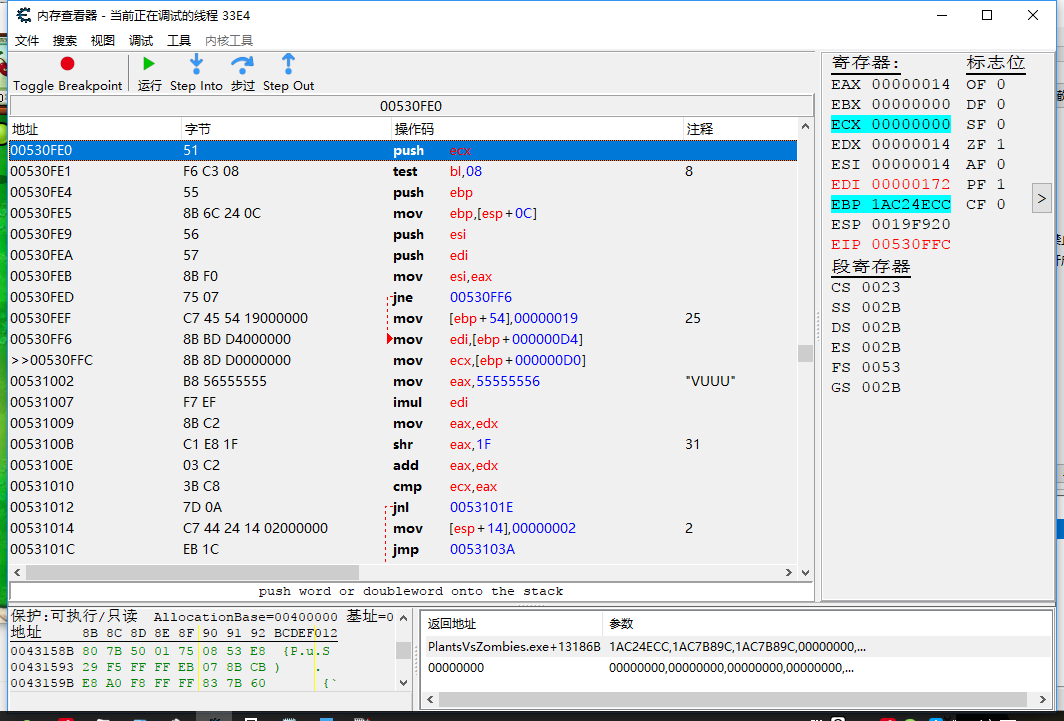 内存查看器 - 当前正在调试的线程 33E4
文件 搜索 视图 调试 工具 内核工具
Toggle Breakpoint 运行 Step Into 步过 Step Out
00530FE0
地址 字节 操作码 注释
00530FE0 51 push ecx
00530FE1 F6 C3 08 test bl,08 8
00530FE4 55 push ebp
00530FE5 8B 6C 24 0C mov ebp,[esp+0C]
00530FE9 56 push esi
00530FEA 57 push edi
00530FEB 8B F0 mov esi,eax
00530FED 75 07 jne 00530FF6
00530FEF C7 45 54 19000000 mov [ebp+54],00000019 25
00530FF6 8B BD D4000000 mov edi,[ebp+000000D4]
>>00530FFC 8B 8D D0000000 mov ecx,[ebp+000000D0]
00531002 B8 56555555 mov eax,55555556 "VUUU"
00531007 F7 EF imul edi
00531009 8B C2 mov eax,edx
0053100B C1 E8 1F shr eax,1F 31
0053100E 03 C2 add eax,edx
00531010 3B C8 cmp ecx,eax
00531012 7D 0A jnl 0053101E
00531014 C7 44 24 14 02000000 mov [esp+14],00000002 2
0053101C EB 1C jmp 0053103A
push word or doubleword onto the stack
寄存器: 标志位
EAX 00000014 OF 0
EBX 00000000 DF 0
ECX 00000000 SF 0
EDX 00000014 ZF 1
ESI 00000014 AF 0
EDI 00000172 PF 1
EBP 1AC24ECC CF 0
ESP 0019F920
EIP 00530FFC
段寄存器
CS 0023
SS 002B
DS 002B
ES 002B
FS 0053
GS 002B
>
保护:可执行/只读 AllocationBase=00400000 基址=0
地址 8B 8C 8D 8E 8F 90 91 92 BCDEF012
0043158B 80 7B 50 01 75 08 53 E8 {P.u.S
00431593 29 F5 FF FF EB 07 8B CB ) .
0043159B E8 A0 F8 FF FF 83 7B 60 {`
返回地址 参数
PlantsVsZombies.exe+13186B 1AC24ECC,1AC7B89C,1AC7B89C,00000000,...
00000000 00000000,00000000,00000000,00000000,...